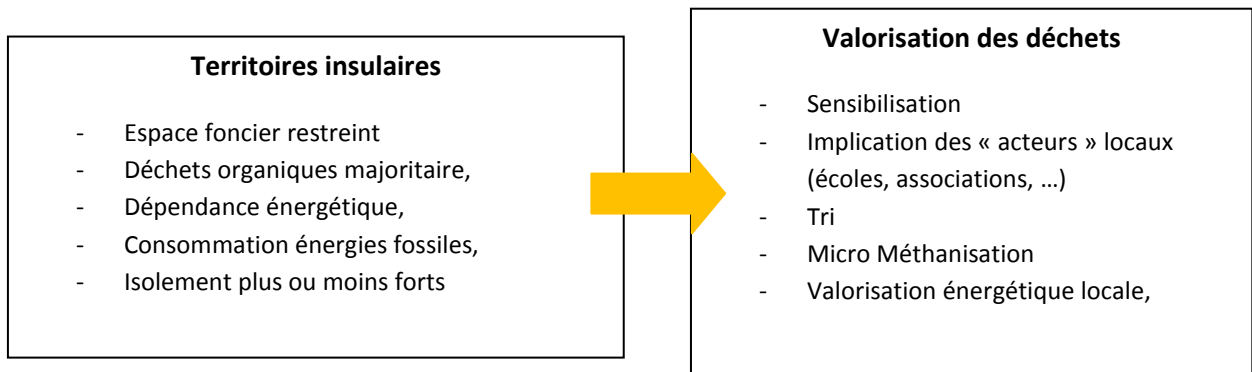 Territoires insulaires
- Espace foncier restreint
- Déchets organiques majoritaire,
- Dépendance énergétique,
- Consommation énergies fossiles,
- Isolement plus ou moins forts
Valorisation des déchets
- Sensibilisation
- Implication des « acteurs » locaux
(écoles, associations, …)
- Tri
- Micro Méthanisation
- Valorisation énergétique locale,